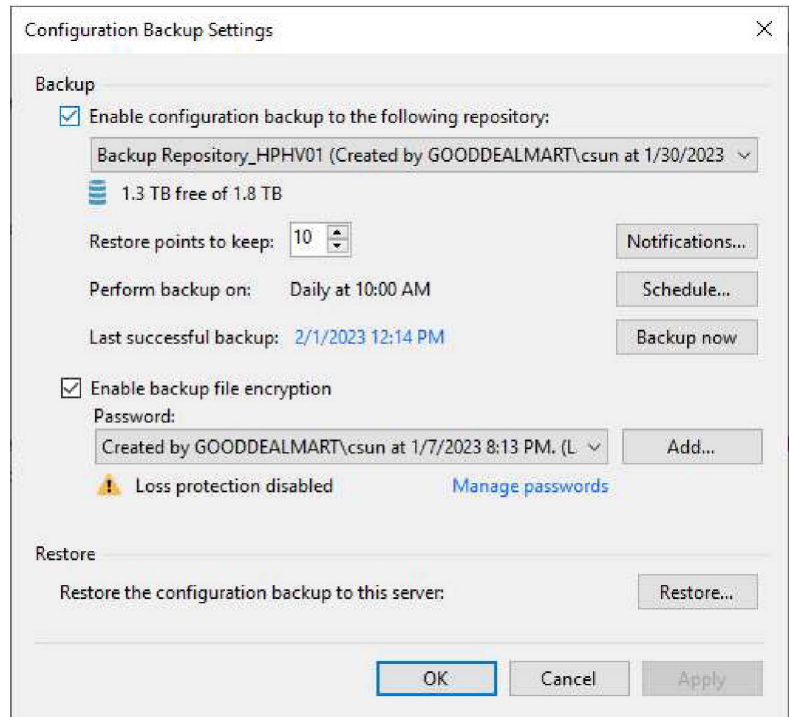 Configuration Backup Settings
Backup
Enable configuration backup to the following repository:
Backup Repository_HPHV01 (Created by GOODDEALMART\csun at 1/30/2023
1.3 TB free of 1.8 TB
Restore points to keep: 10 Notifications...
Perform backup on: Daily at 10:00 AM Schedule...
Last successful backup: 2/1/2023 12:14 PM Backup now
Enable backup file encryption
Password:
Created by GOODDEALMART\csun at 1/7/2023 8:13 PM. (L Add...
Loss protection disabled Manage passwords
Restore
Restore the configuration backup to this server: Restore...
OK Cancel Apply